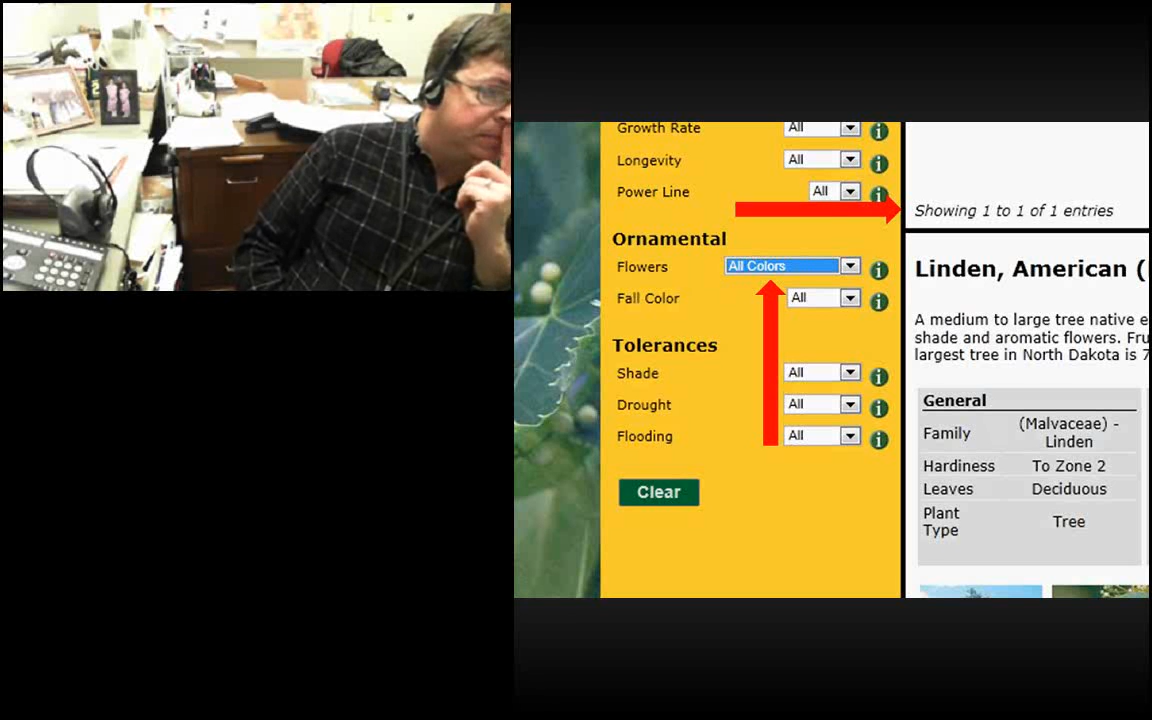 Growth Rate All
Longevity All
Power Line All
Ornamental
Flowers All Colors
Fall Color All
Tolerances
Shade All
Drought All
Flooding All
Clear
Showing 1 to 1 of 1 entries
Linden, American (
A medium to large tree native
shade and aromatic flowers.
largest tree in North Dakota is
General
Family (Malvaceae) -
Linden
Hardiness To Zone 2
Leaves Deciduous
Plant
Type Tree